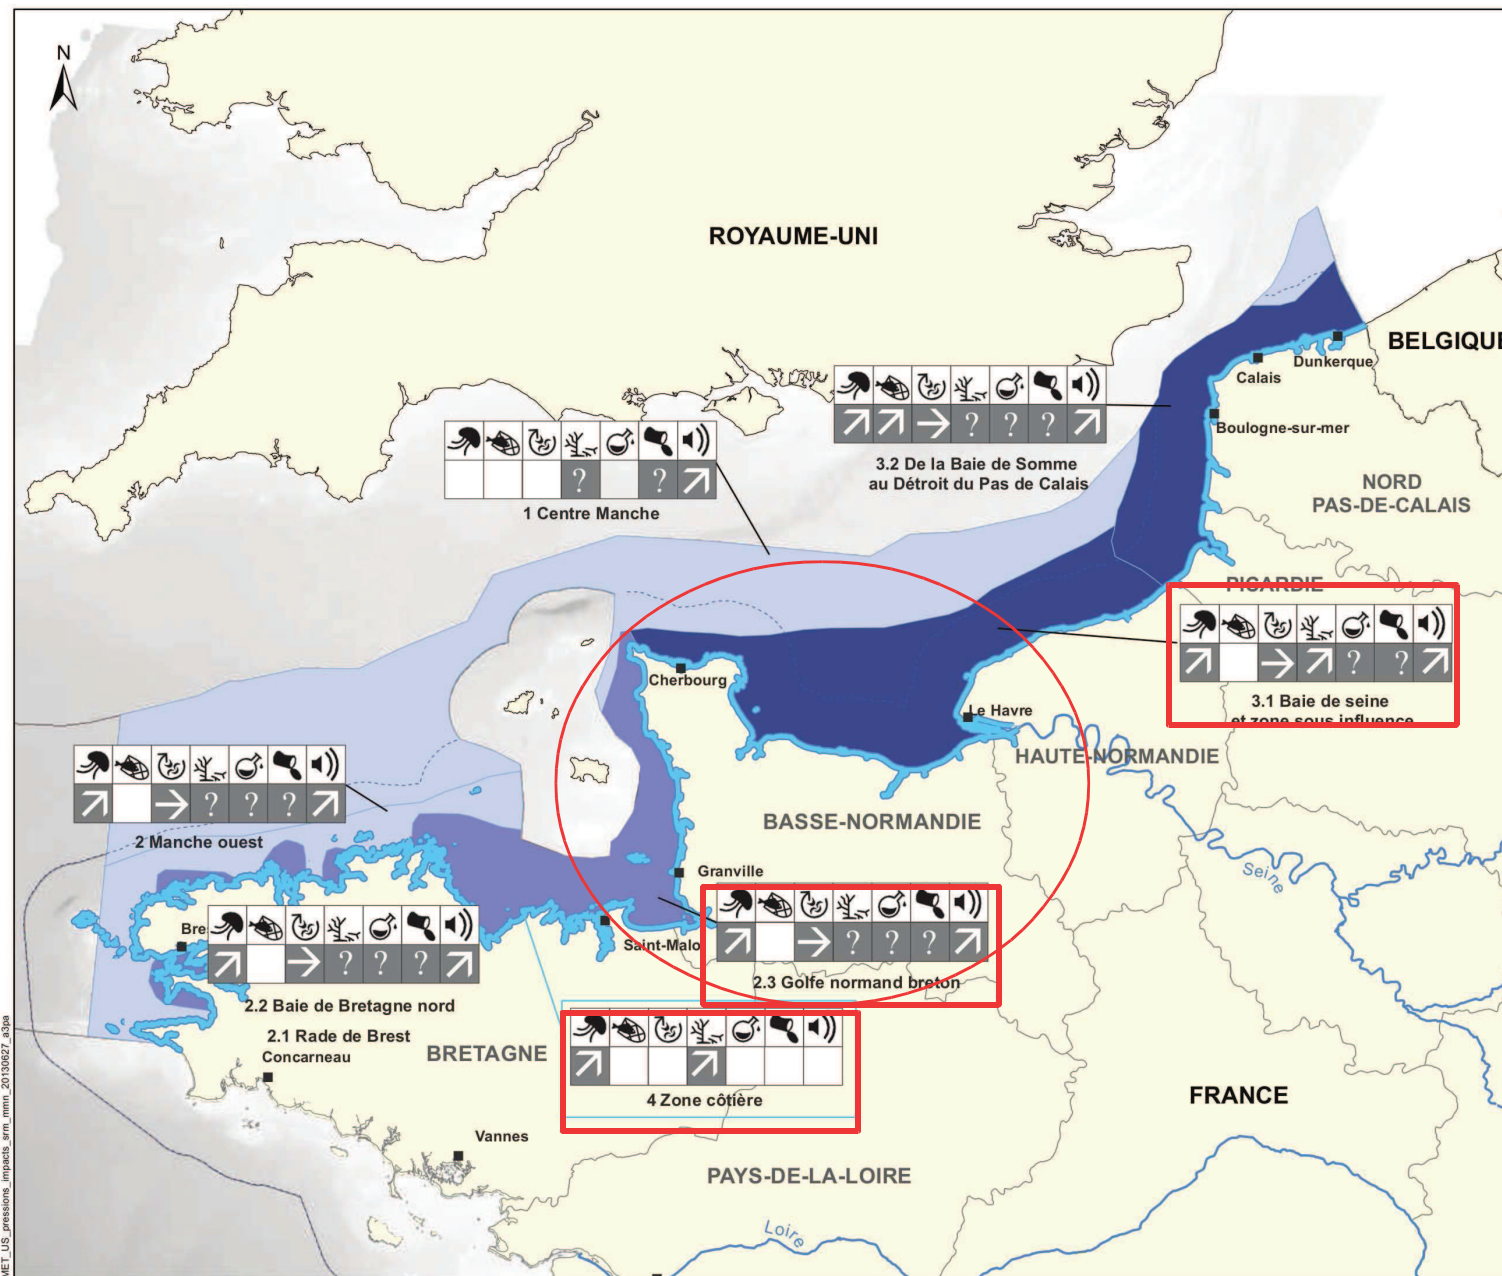 N
ROYAUME-UNI
BELGIQUE
Dunkerque
Calais
Boulogne-sur-mer
? ? ?
3.2 De la Baie de Somme
au Détroit du Pas de Calais
NORD
PAS-DE-CALAIS
? ?
1 Centre Manche
PICARDIE
? ?
3.1 Baie de seine
et zone sous influence
Cherbourg
Le Havre
HAUTE-NORMANDIE
? ? ?
2 Manche ouest
BASSE-NORMANDIE
Granville
Seine
Bre
? ? ?
2.2 Baie de Bretagne nord
Saint-Malo
? ? ?
2.3 Golfe normand breton
2.1 Rade de Brest
Concarneau
BRETAGNE
4 Zone côtière
FRANCE
Vannes
PAYS-DE-LA-LOIRE
Loire
MET_US_pressions_impacts_srm_mmn_20130627_a3pa